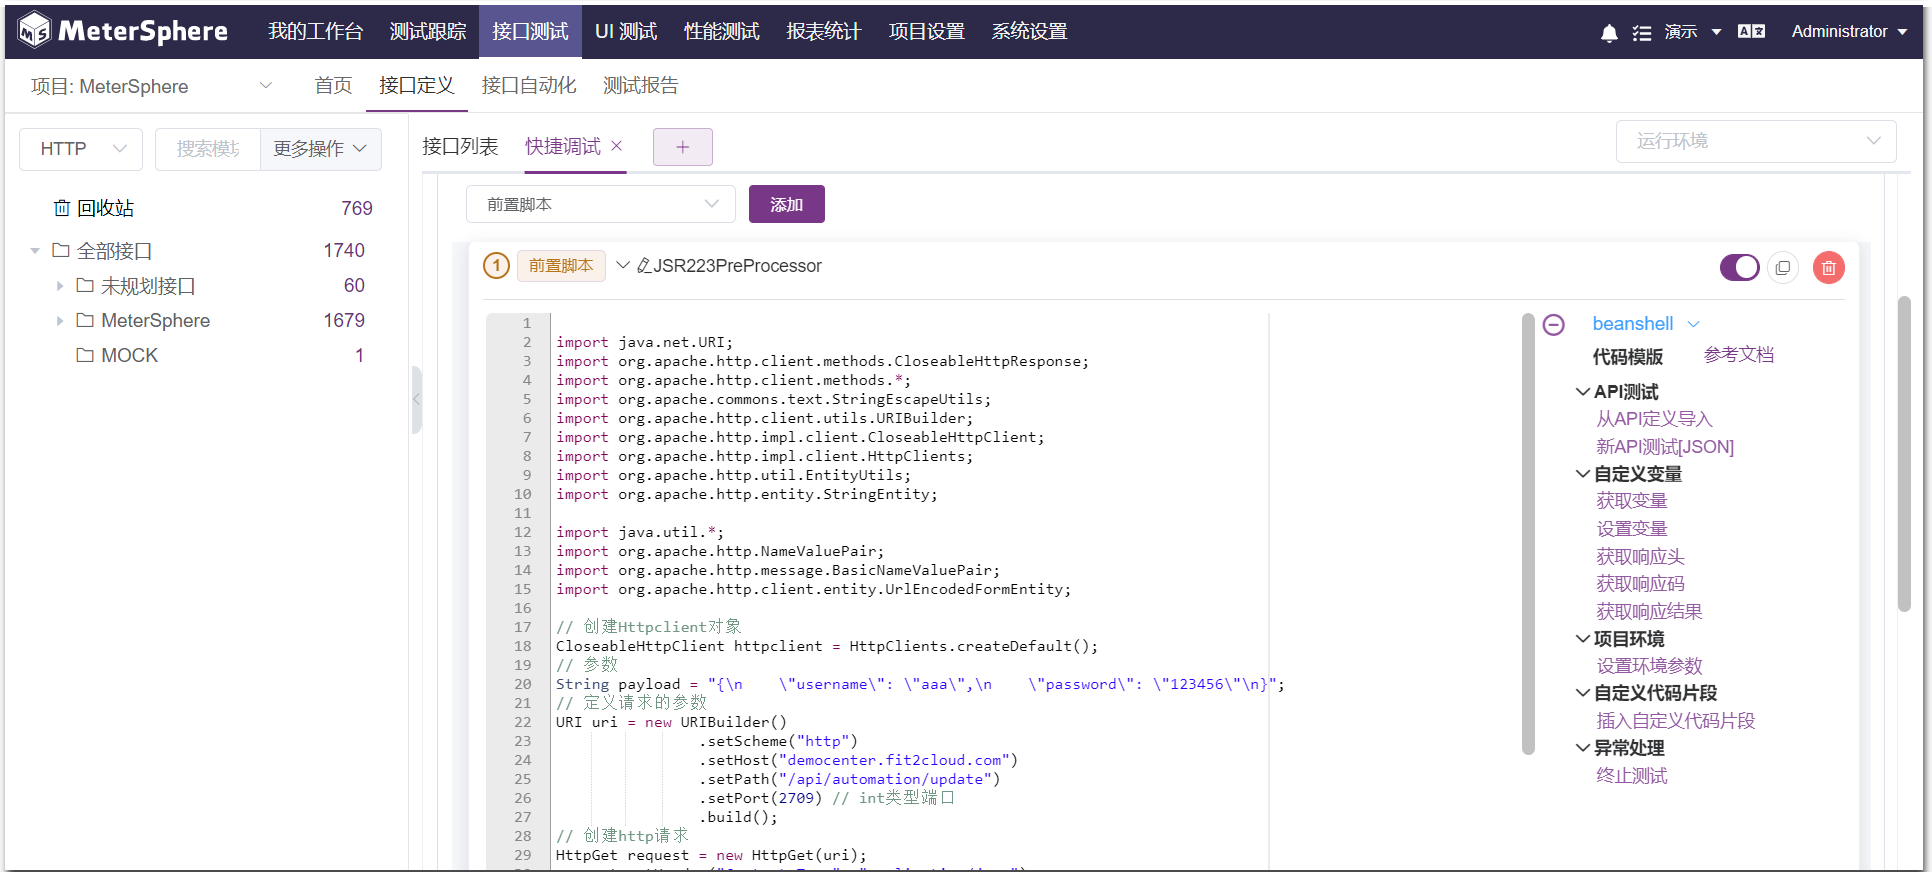 MeterSphere 我的工作台 测试跟踪 接口测试 UI 测试 性能测试 报表统计 项目设置 系统设置 演示 Administrator
项目: MeterSphere 首页 接口定义 接口自动化 测试报告
HTTP 搜索模块 更多操作
回收站 769
全部接口 1740
未规划接口 60
MeterSphere 1679
MOCK 1
接口列表 快捷调试 × + 运行环境
前置脚本 添加
1 前置脚本 JSR223PreProcessor
1
2 import java.net.URI;
3 import org.apache.http.client.methods.CloseableHttpResponse;
4 import org.apache.http.client.methods.*;
5 import org.apache.commons.text.StringEscapeUtils;
6 import org.apache.http.client.utils.URIBuilder;
7 import org.apache.http.impl.client.CloseableHttpClient;
8 import org.apache.http.impl.client.HttpClients;
9 import org.apache.http.util.EntityUtils;
10 import org.apache.http.entity.StringEntity;
11
12 import java.util.*;
13 import org.apache.http.NameValuePair;
14 import org.apache.http.message.BasicNameValuePair;
15 import org.apache.http.client.entity.UrlEncodedFormEntity;
16
17 // 创建Httpclient对象
18 CloseableHttpClient httpclient = HttpClients.createDefault();
19 // 参数
20 String payload = "{\n    \"username\": \"aaa\",\n    \"password\": \"123456\"\n}";
21 // 定义请求的参数
22 URI uri = new URIBuilder()
23 .setScheme("http")
24 .setHost("democenter.fit2cloud.com")
25 .setPath("/api/automation/update")
26 .setPort(2709) // int类型端口
27 .build();
28 // 创建http请求
29 HttpGet request = new HttpGet(uri);
beanshell
代码模版 参考文档
API测试
从API定义导入
新API测试[JSON]
自定义变量
获取变量
设置变量
获取响应头
获取响应码
获取响应结果
项目环境
设置环境参数
自定义代码片段
插入自定义代码片段
异常处理
终止测试